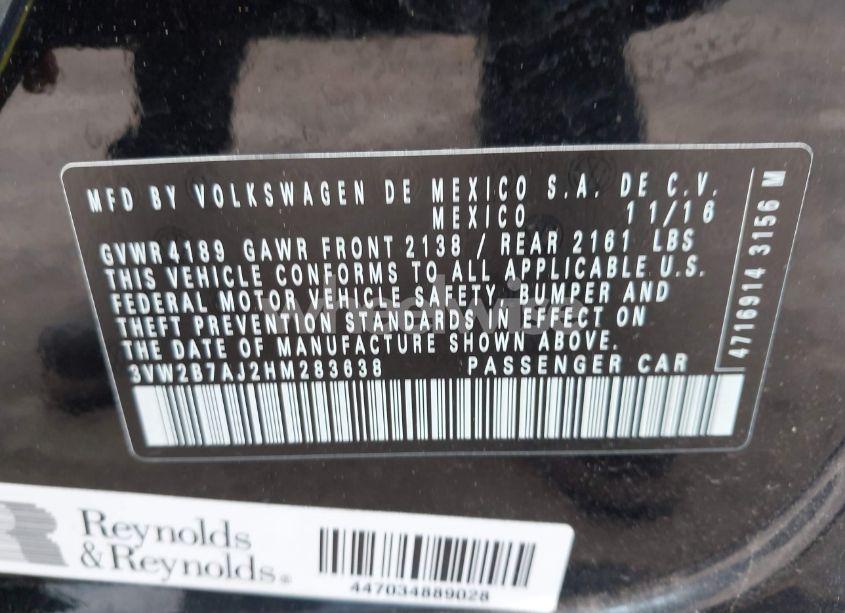 MFD BY VOLKSWAGEN DE MEXICO S.A. DE C.V.
MEXICO 11/16
GVWR 4189 GAWR FRONT 2138 / REAR 2161 LBS
THIS VEHICLE CONFORMS TO ALL APPLICABLE U.S.
FEDERAL MOTOR VEHICLE SAFETY, BUMPER AND
THEFT PREVENTION STANDARDS IN EFFECT ON
THE DATE OF MANUFACTURE SHOWN ABOVE.
3VW2B7AJ2HM283638 PASSENGER CAR
4716914 3156 M
Reynolds
& Reynolds®
447034889028